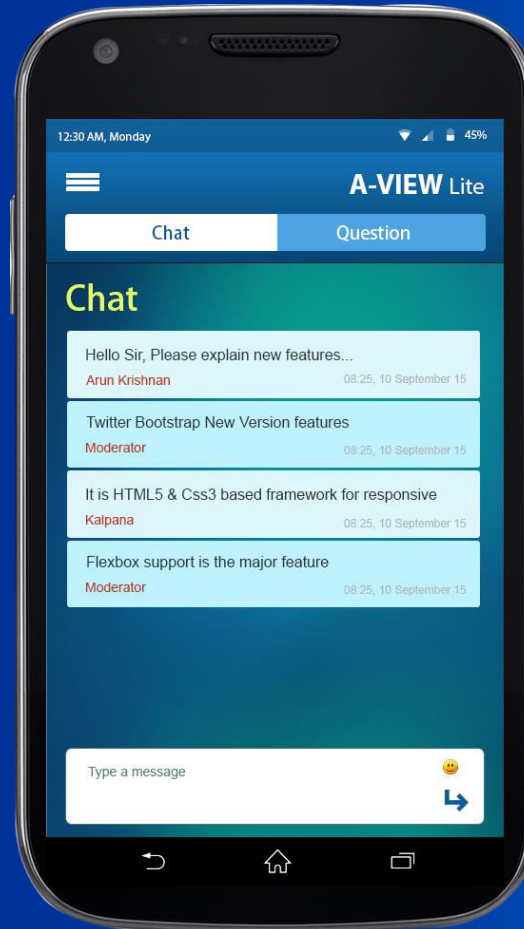 12:30 AM, Monday 45%
A-VIEW Lite
Chat Question
Chat
Hello Sir, Please explain new features...
Arun Krishnan 08:25, 10 September 15
Twitter Bootstrap New Version features
Moderator 08:25, 10 September 15
It is HTML5 & Css3 based framework for responsive
Kalpana 08:25, 10 September 15
Flexbox support is the major feature
Moderator 08:25, 10 September 15
Type a message